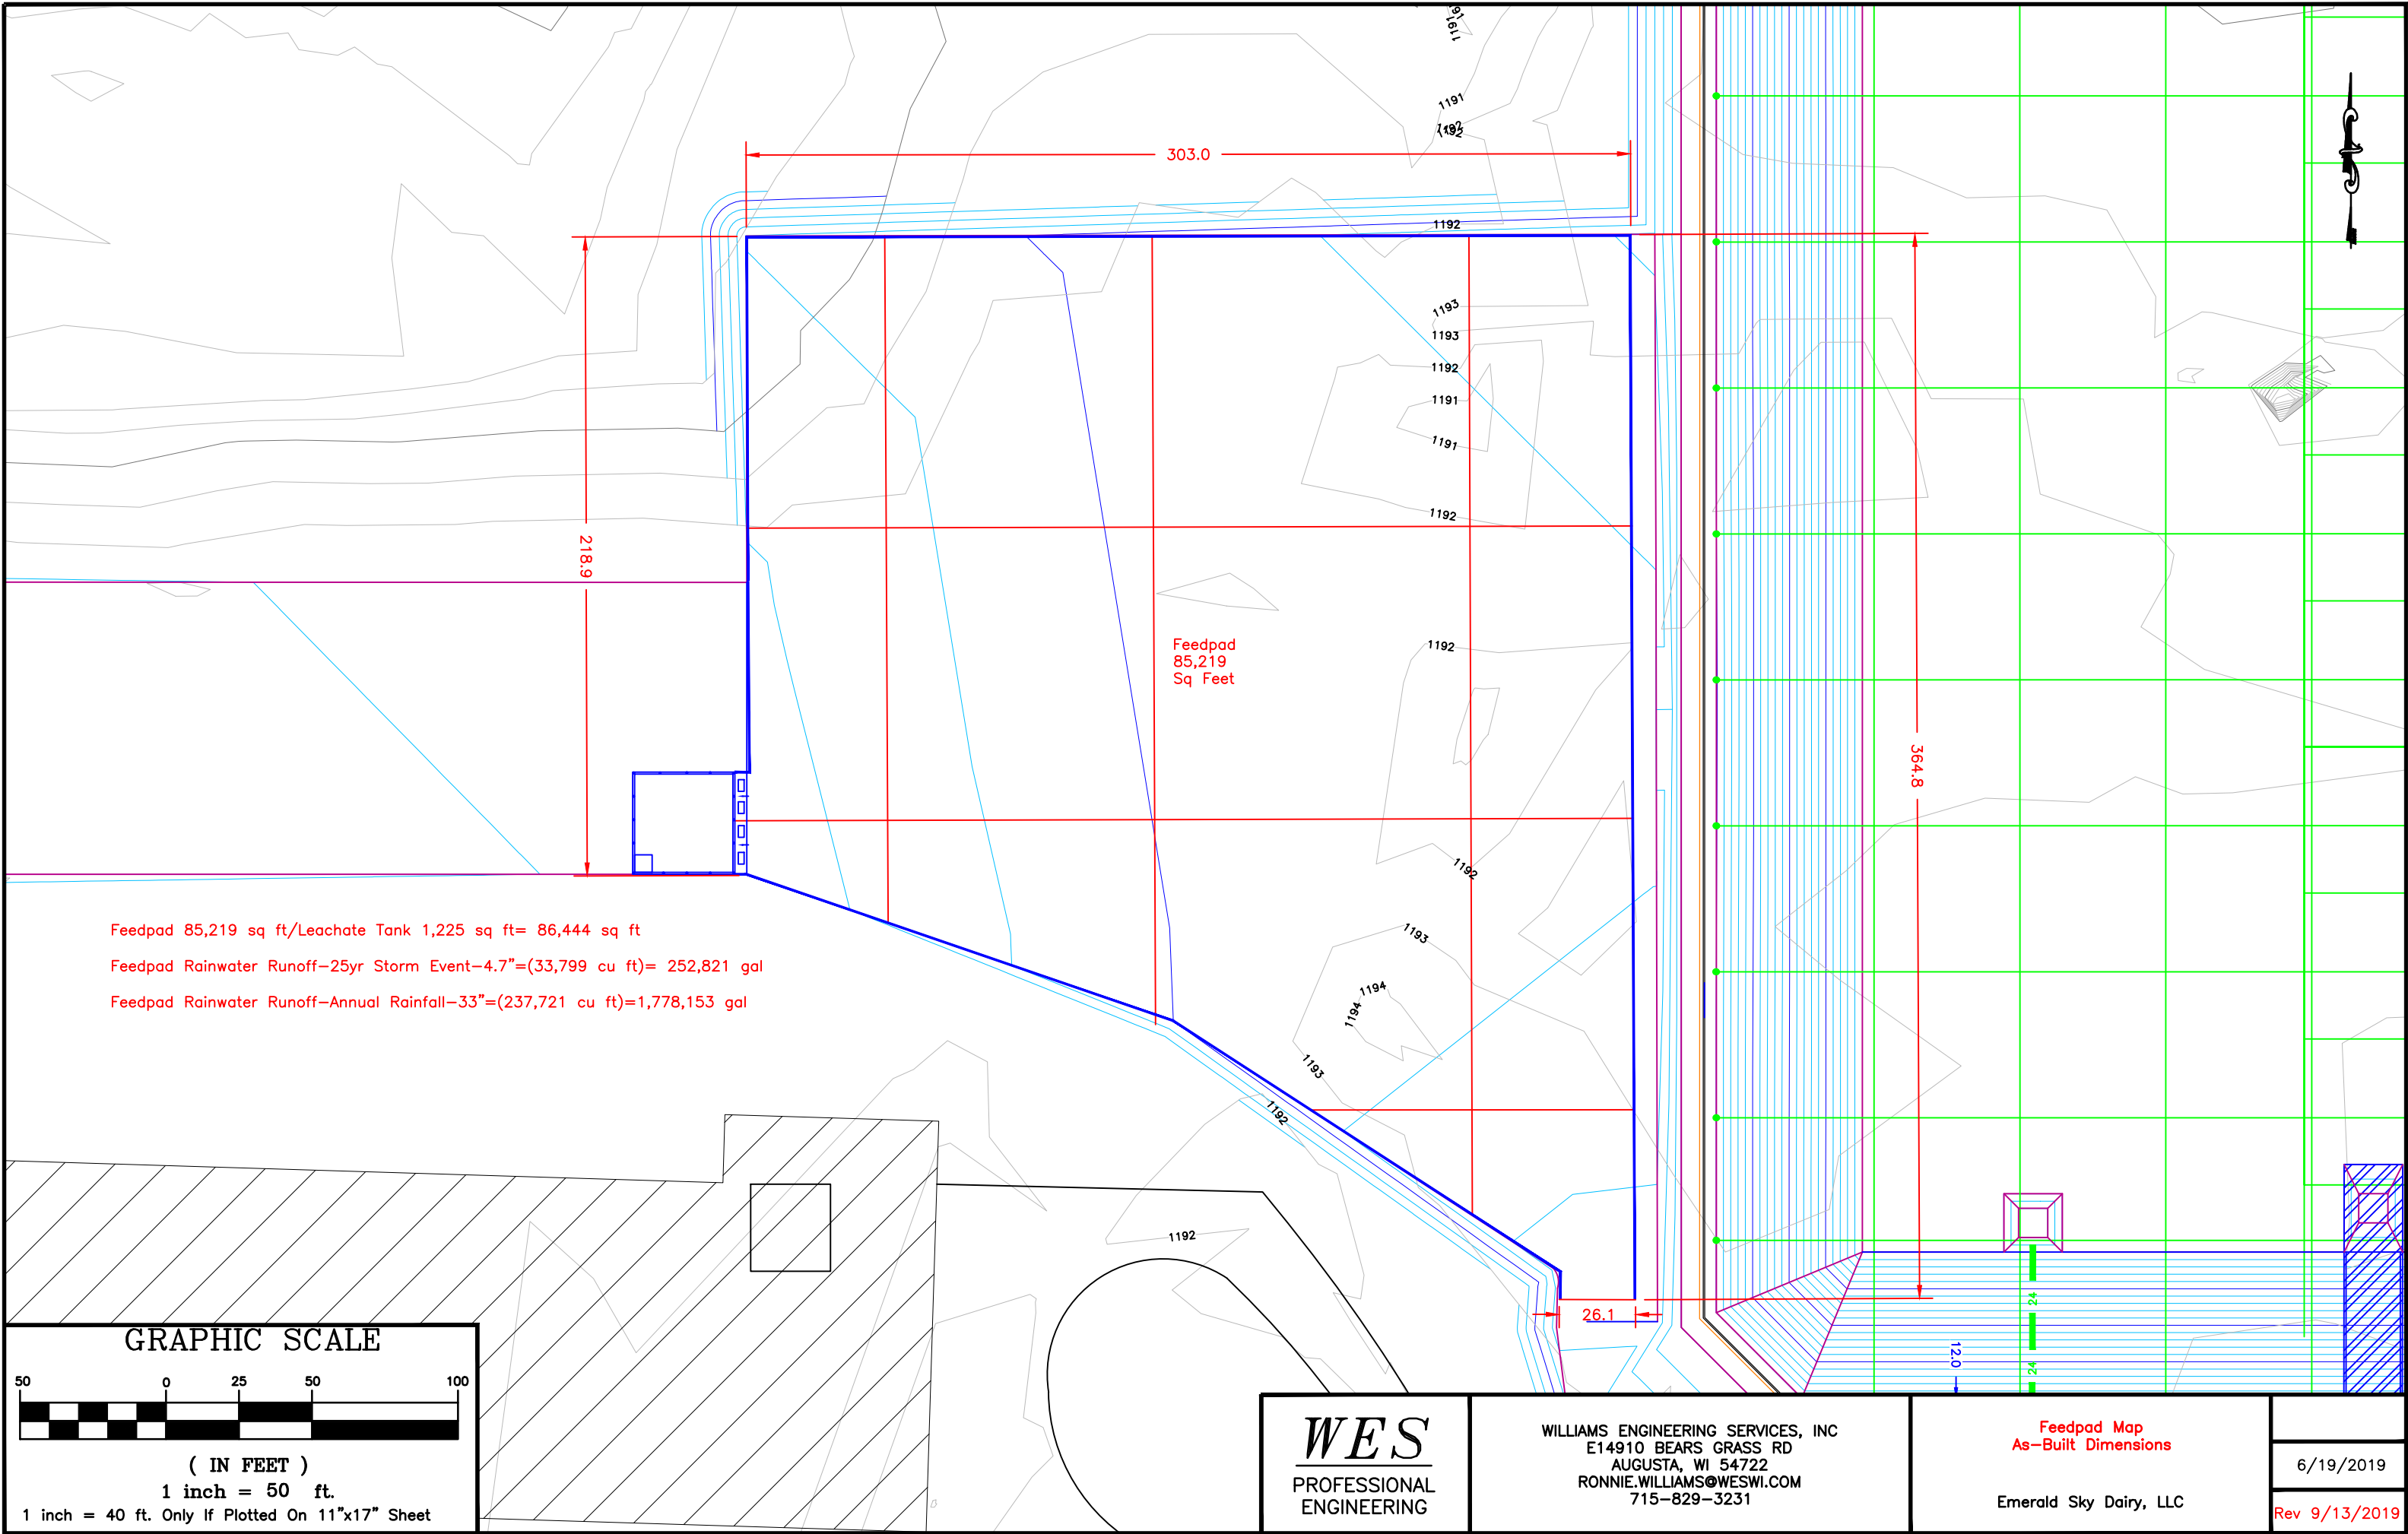 1191
1191
1191
1192
1192
303.0
1192
1193
1193
1192
1191
1191
1192
218.9
1192
Feedpad
85,219
Sq Feet
364.8
1192
Feedpad 85,219 sq ft/Leachate Tank 1,225 sq ft= 86,444 sq ft
Feedpad Rainwater Runoff-25yr Storm Event-4.7"=(33,799 cu ft)= 252,821 gal
Feedpad Rainwater Runoff-Annual Rainfall-33"=(237,721 cu ft)=1,778,153 gal
1193
1194
1194
1193
1192
1192
24
26.1
12.0
24
GRAPHIC SCALE
50 0 25 50 100
( IN FEET )
1 inch = 50 ft.
1 inch = 40 ft. Only If Plotted On 11"x17" Sheet
WES
PROFESSIONAL
ENGINEERING
WILLIAMS ENGINEERING SERVICES, INC
E14910 BEARS GRASS RD
AUGUSTA, WI 54722
RONNIE.WILLIAMS@WESWI.COM
715-829-3231
Feedpad Map
As-Built Dimensions
Emerald Sky Dairy, LLC
6/19/2019
Rev 9/13/2019